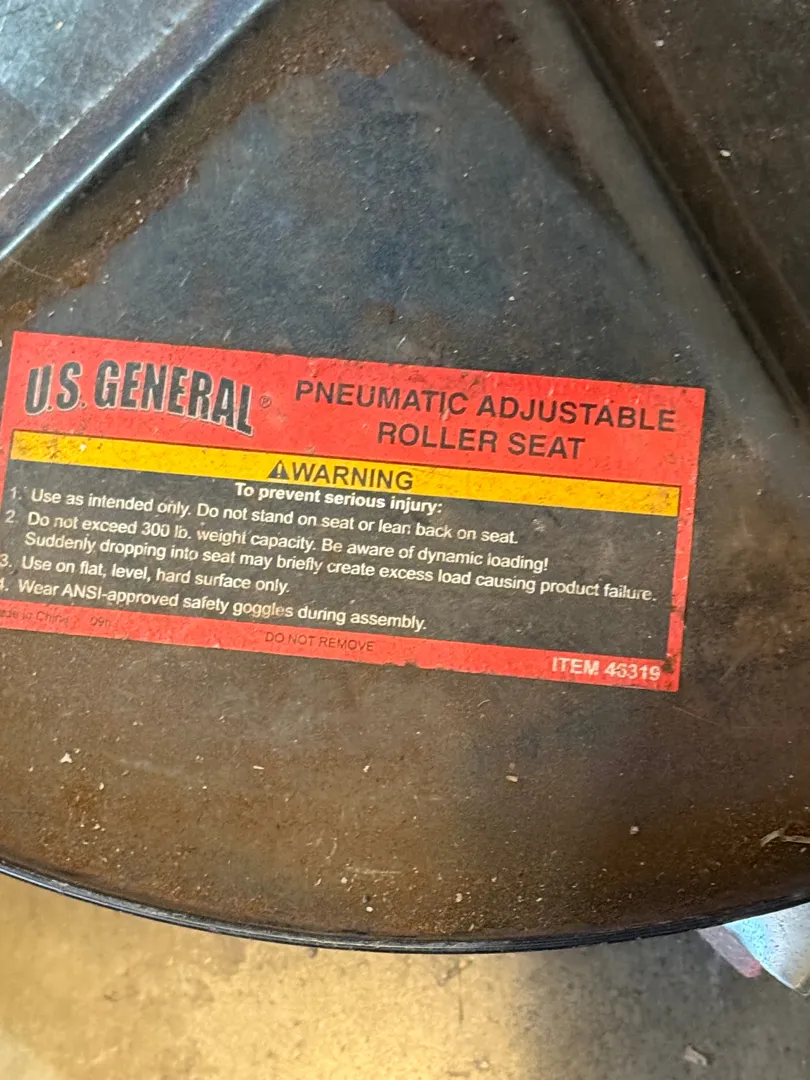 U.S. GENERAL®
PNEUMATIC ADJUSTABLE
ROLLER SEAT
⚠WARNING
To prevent serious injury:
1. Use as intended only. Do not stand on seat or lean back on seat.
2. Do not exceed 300 lb. weight capacity. Be aware of dynamic loading!
Suddenly dropping into seat may briefly create excess load causing product failure.
3. Use on flat, level, hard surface only.
4. Wear ANSI-approved safety goggles during assembly.
Made in China
DO NOT REMOVE
ITEM 46319